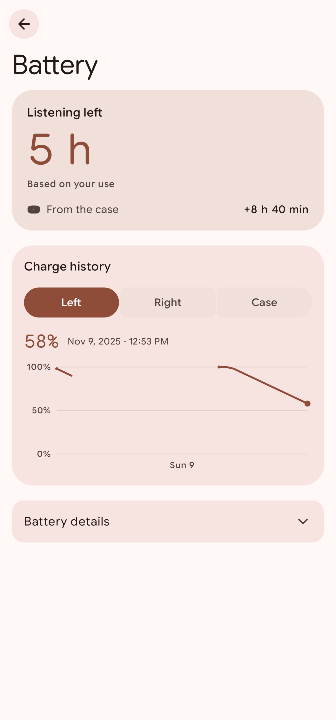 Battery
Listening left
5 h
Based on your use
From the case +8 h 40 min
Charge history
Left Right Case
58% Nov 9, 2025 - 12:53 PM
100%
50%
0%
Sun 9
Battery details